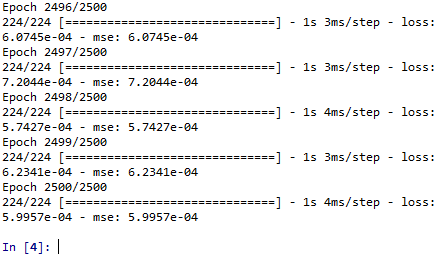 Epoch 2496/2500
224/224 [==============================] - 1s 3ms/step - loss:
6.0745e-04 - mse: 6.0745e-04
Epoch 2497/2500
224/224 [==============================] - 1s 3ms/step - loss:
7.2044e-04 - mse: 7.2044e-04
Epoch 2498/2500
224/224 [==============================] - 1s 4ms/step - loss:
5.7427e-04 - mse: 5.7427e-04
Epoch 2499/2500
224/224 [==============================] - 1s 3ms/step - loss:
6.2341e-04 - mse: 6.2341e-04
Epoch 2500/2500
224/224 [==============================] - 1s 4ms/step - loss:
5.9957e-04 - mse: 5.9957e-04
In [4]: